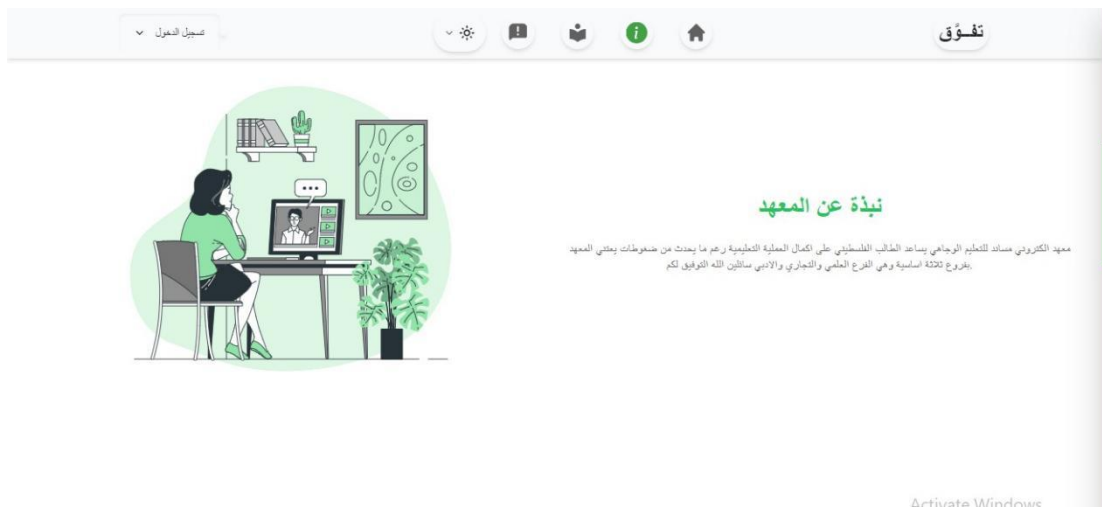 تفــوَّق
تسجيل الدخول
نبذة عن المعهد
معهد الكتروني مساند للتعليم الوجاهي يساعد الطالب الفلسطيني على اكمال العملية التعليمية رغم ما يحدث من ضغوطات يعتني المعهد
.بفروع ثلاثة اساسية وهي الفرع العلمي والتجاري والادبي سائلين الله التوفيق لكم
Activate Windows